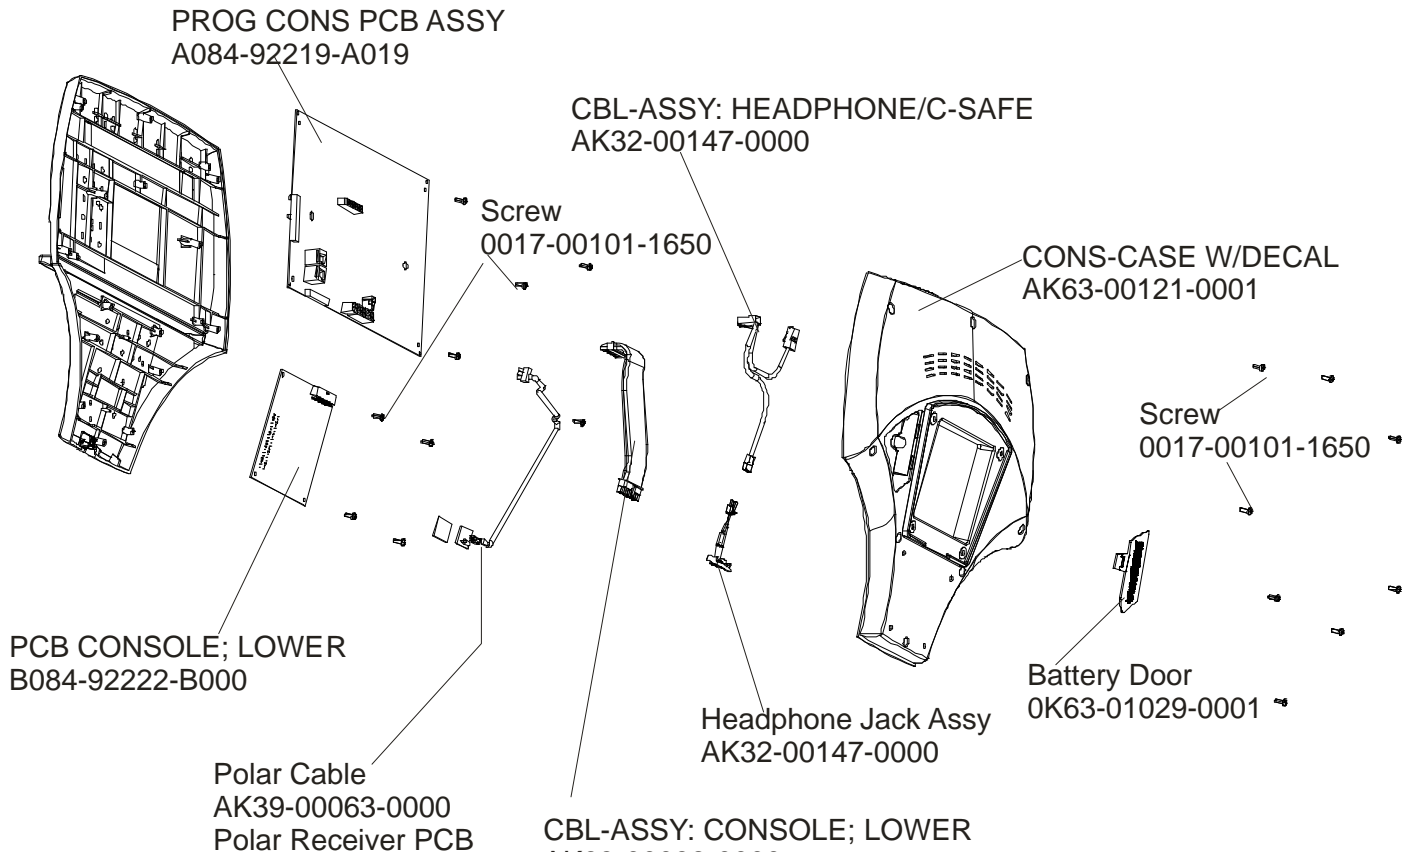 PROG CONS PCB ASSY
A084-92219-A019
CBL-ASSY: HEADPHONE/C-SAFE
AK32-00147-0000
Screw
0017-00101-1650
CONS-CASE W/DECAL
AK63-00121-0001
Screw
0017-00101-1650
PCB CONSOLE; LOWER
B084-92222-B000
Battery Door
0K63-01029-0001
Headphone Jack Assy
AK32-00147-0000
Polar Cable
AK39-00063-0000
Polar Receiver PCB
CBL-ASSY: CONSOLE; LOWER